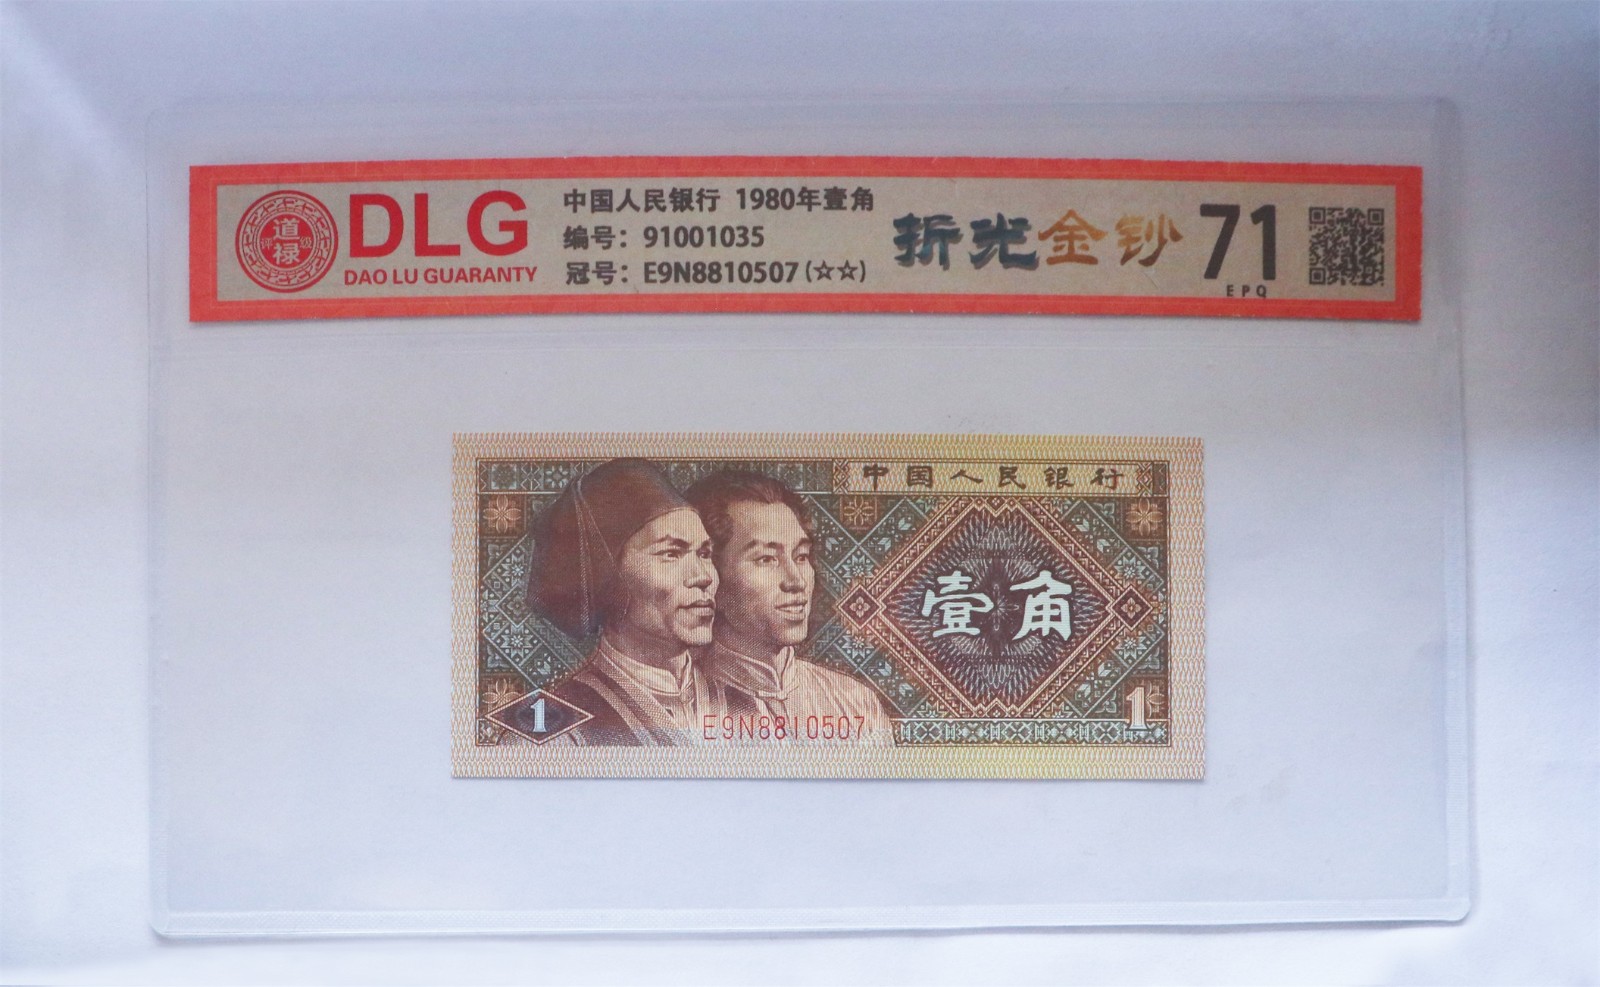 道禄
评级
DLG
DAO LU GUARANTY
中国人民银行 1980年壹角
编号：91001035
冠号：E9N8810507(☆☆)
折光金钞
71
EPQ
中国人民银行
壹角
1
E9N8810507
1